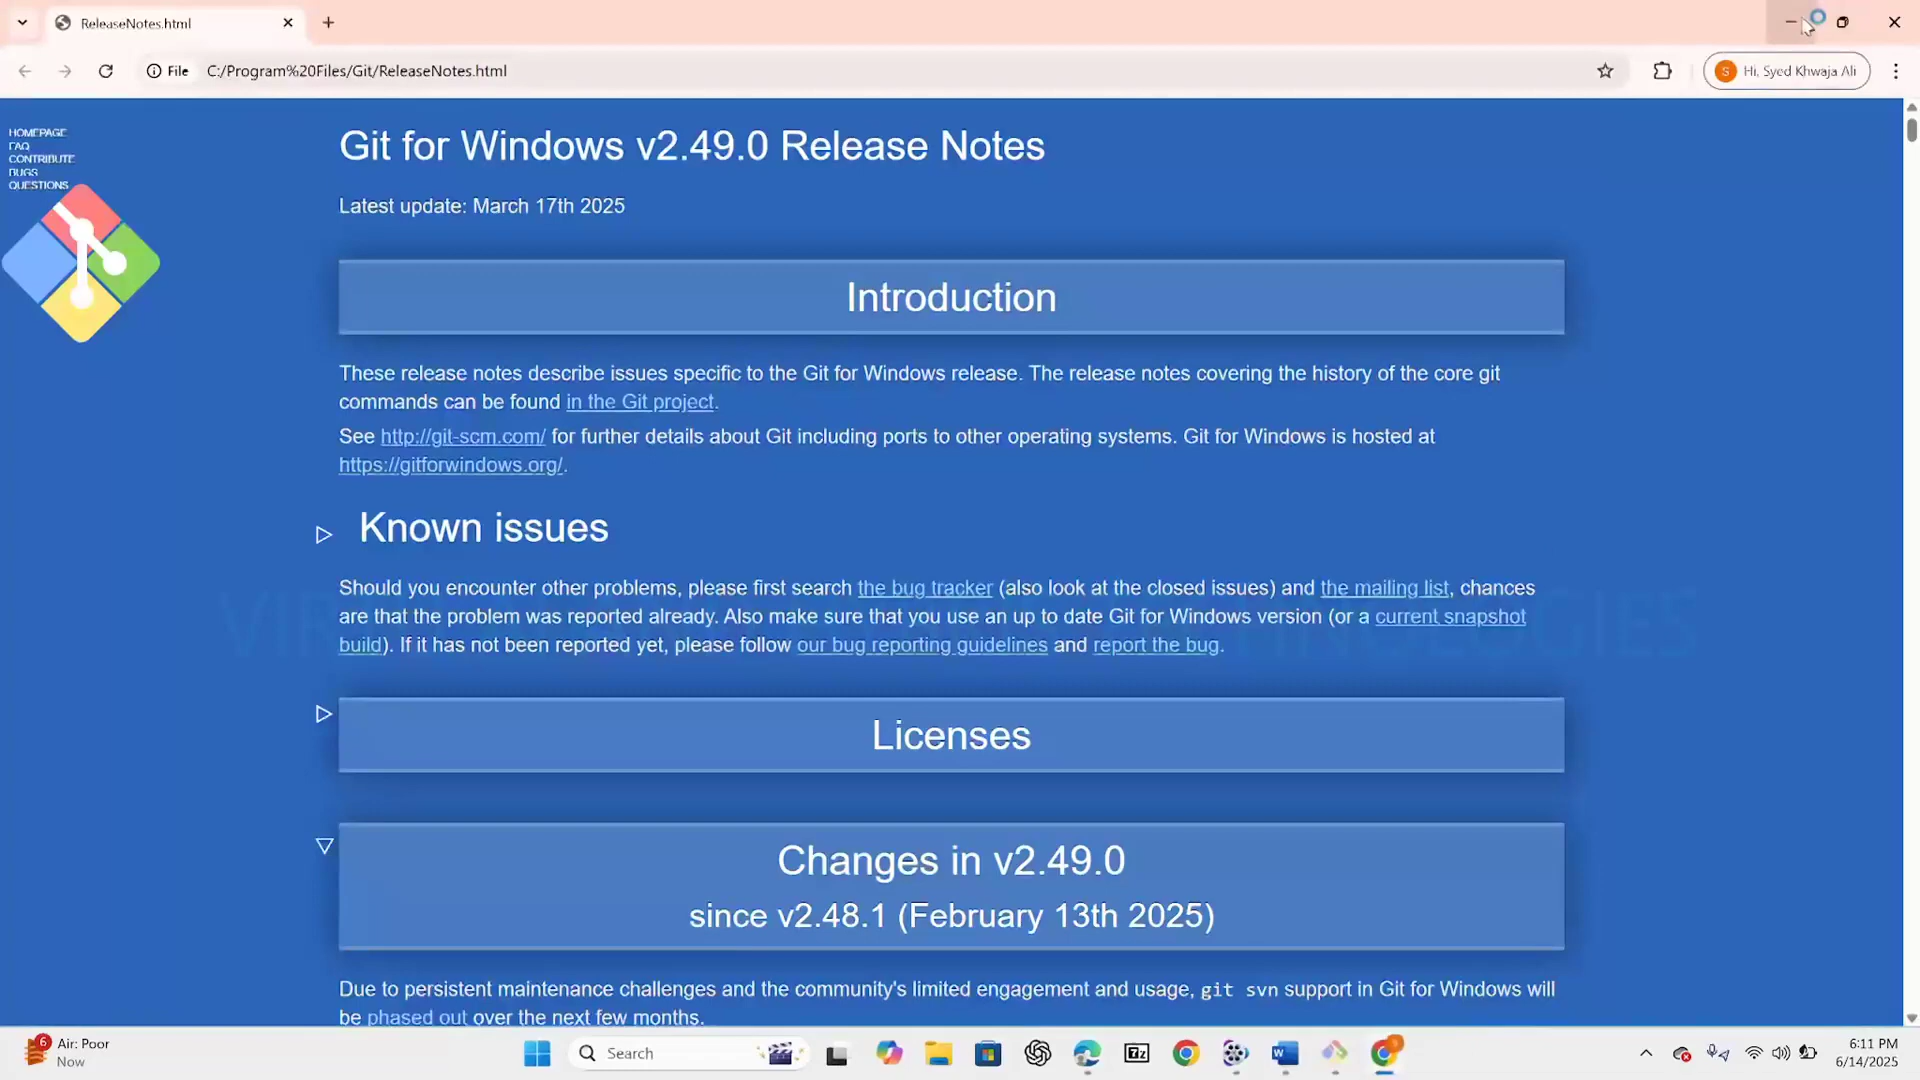 ReleaseNotes.html
File
C:/Program%20Files/Git/ReleaseNotes.html
S
Hi, Syed Khwaja Ali
HOMEPAGE
FAQ
CONTRIBUTE
BUGS
QUESTIONS
Git for Windows v2.49.0 Release Notes
Latest update: March 17th 2025
Introduction
These release notes describe issues specific to the Git for Windows release. The release notes covering the history of the core git
commands can be found in the Git project.
See http://git-scm.com/ for further details about Git including ports to other operating systems. Git for Windows is hosted at
https://gitforwindows.org/.
Known issues
Should you encounter other problems, please first search the bug tracker (also look at the closed issues) and the mailing list, chances
are that the problem was reported already. Also make sure that you use an up to date Git for Windows version (or a current snapshot
build). If it has not been reported yet, please follow our bug reporting guidelines and report the bug.
Licenses
Changes in v2.49.0
since v2.48.1 (February 13th 2025)
Due to persistent maintenance challenges and the community's limited engagement and usage, git svn support in Git for Windows will
be phased out over the next few months.
6
Air: Poor
Now
Search
7z
W
6:11 PM
6/14/2025